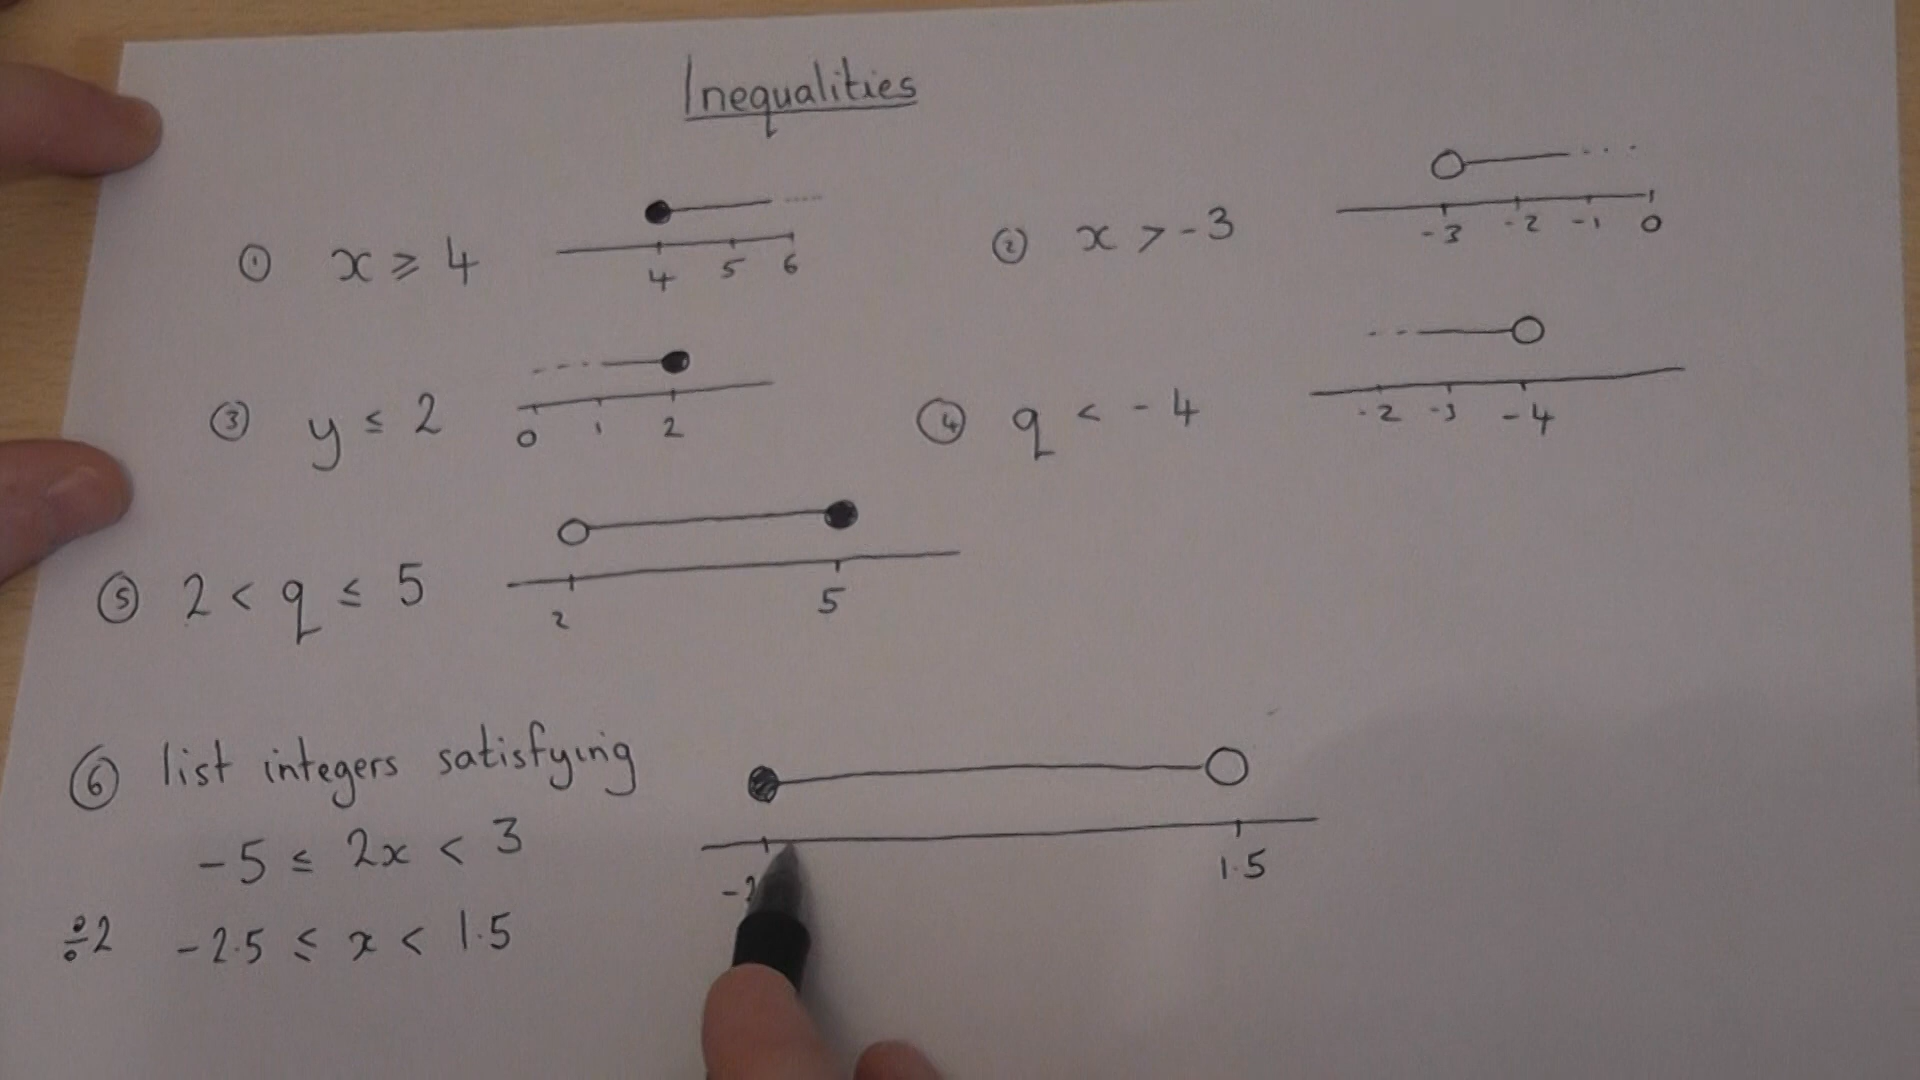 Inequalities
① x ≥ 4
4 5 6
② x > -3
-3 -2 -1 0
③ y ≤ 2
0 1 2
④ q < -4
-2 -3 -4
⑤ 2 < q ≤ 5
2 5
⑥ list integers satisfying
-5 ≤ 2x < 3
1.5
÷2 -2.5 ≤ x < 1.5